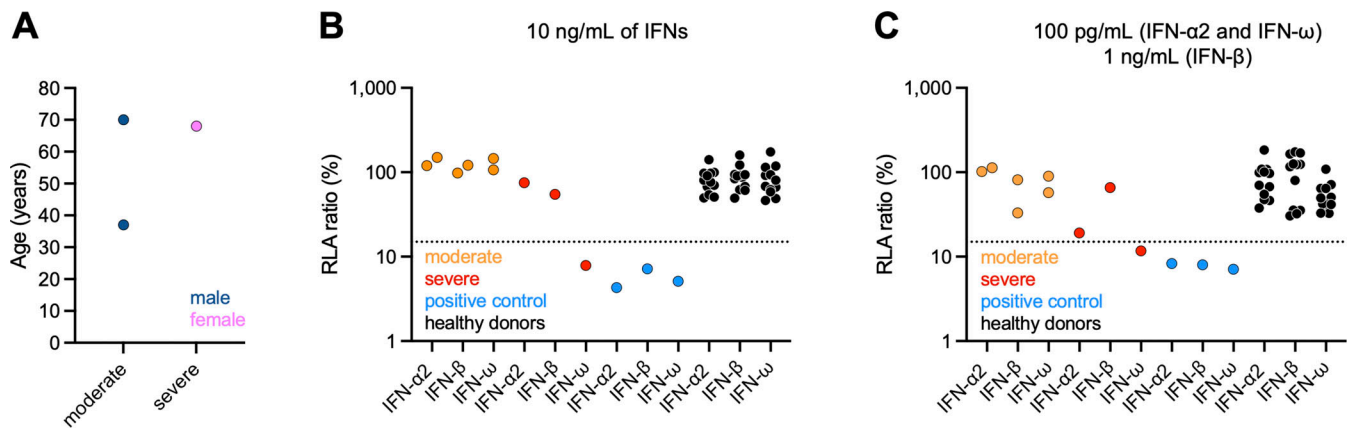 A
Age (years)
80
70
60
50
40
30
20
10
0
male
female
moderate
severe
B
10 ng/mL of IFNs
RLA ratio (%)
1,000
100
10
1
moderate
severe
positive control
healthy donors
IFN-α2
IFN-β
IFN-ω
IFN-α2
IFN-β
IFN-ω
IFN-α2
IFN-β
IFN-ω
IFN-α2
IFN-β
IFN-ω
C
100 pg/mL (IFN-α2 and IFN-ω)
1 ng/mL (IFN-β)
RLA ratio (%)
1,000
100
10
1
moderate
severe
positive control
healthy donors
IFN-α2
IFN-β
IFN-ω
IFN-α2
IFN-β
IFN-ω
IFN-α2
IFN-β
IFN-ω
IFN-α2
IFN-β
IFN-ω